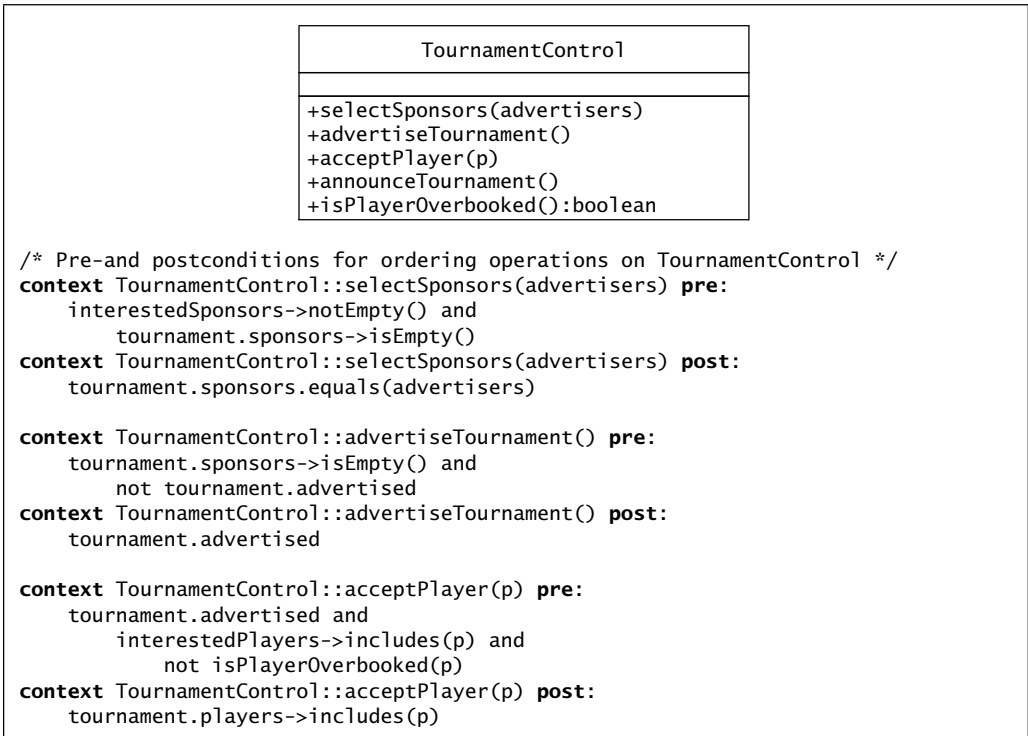 TournamentControl
+selectSponsors(advertisers)
+advertiseTournament()
+acceptPlayer(p)
+announceTournament()
+isPlayerOverbooked():boolean
/* Pre-and postconditions for ordering operations on TournamentControl */
context TournamentControl::selectSponsors(advertisers) pre:
interestedSponsors->notEmpty() and
tournament.sponsors->isEmpty()
context TournamentControl::selectSponsors(advertisers) post:
tournament.sponsors.equals(advertisers)
context TournamentControl::advertiseTournament() pre:
tournament.sponsors->isEmpty() and
not tournament.advertised
context TournamentControl::advertiseTournament() post:
tournament.advertised
context TournamentControl::acceptPlayer(p) pre:
tournament.advertised and
interestedPlayers->includes(p) and
not isPlayerOverbooked(p)
context TournamentControl::acceptPlayer(p) post:
tournament.players->includes(p)